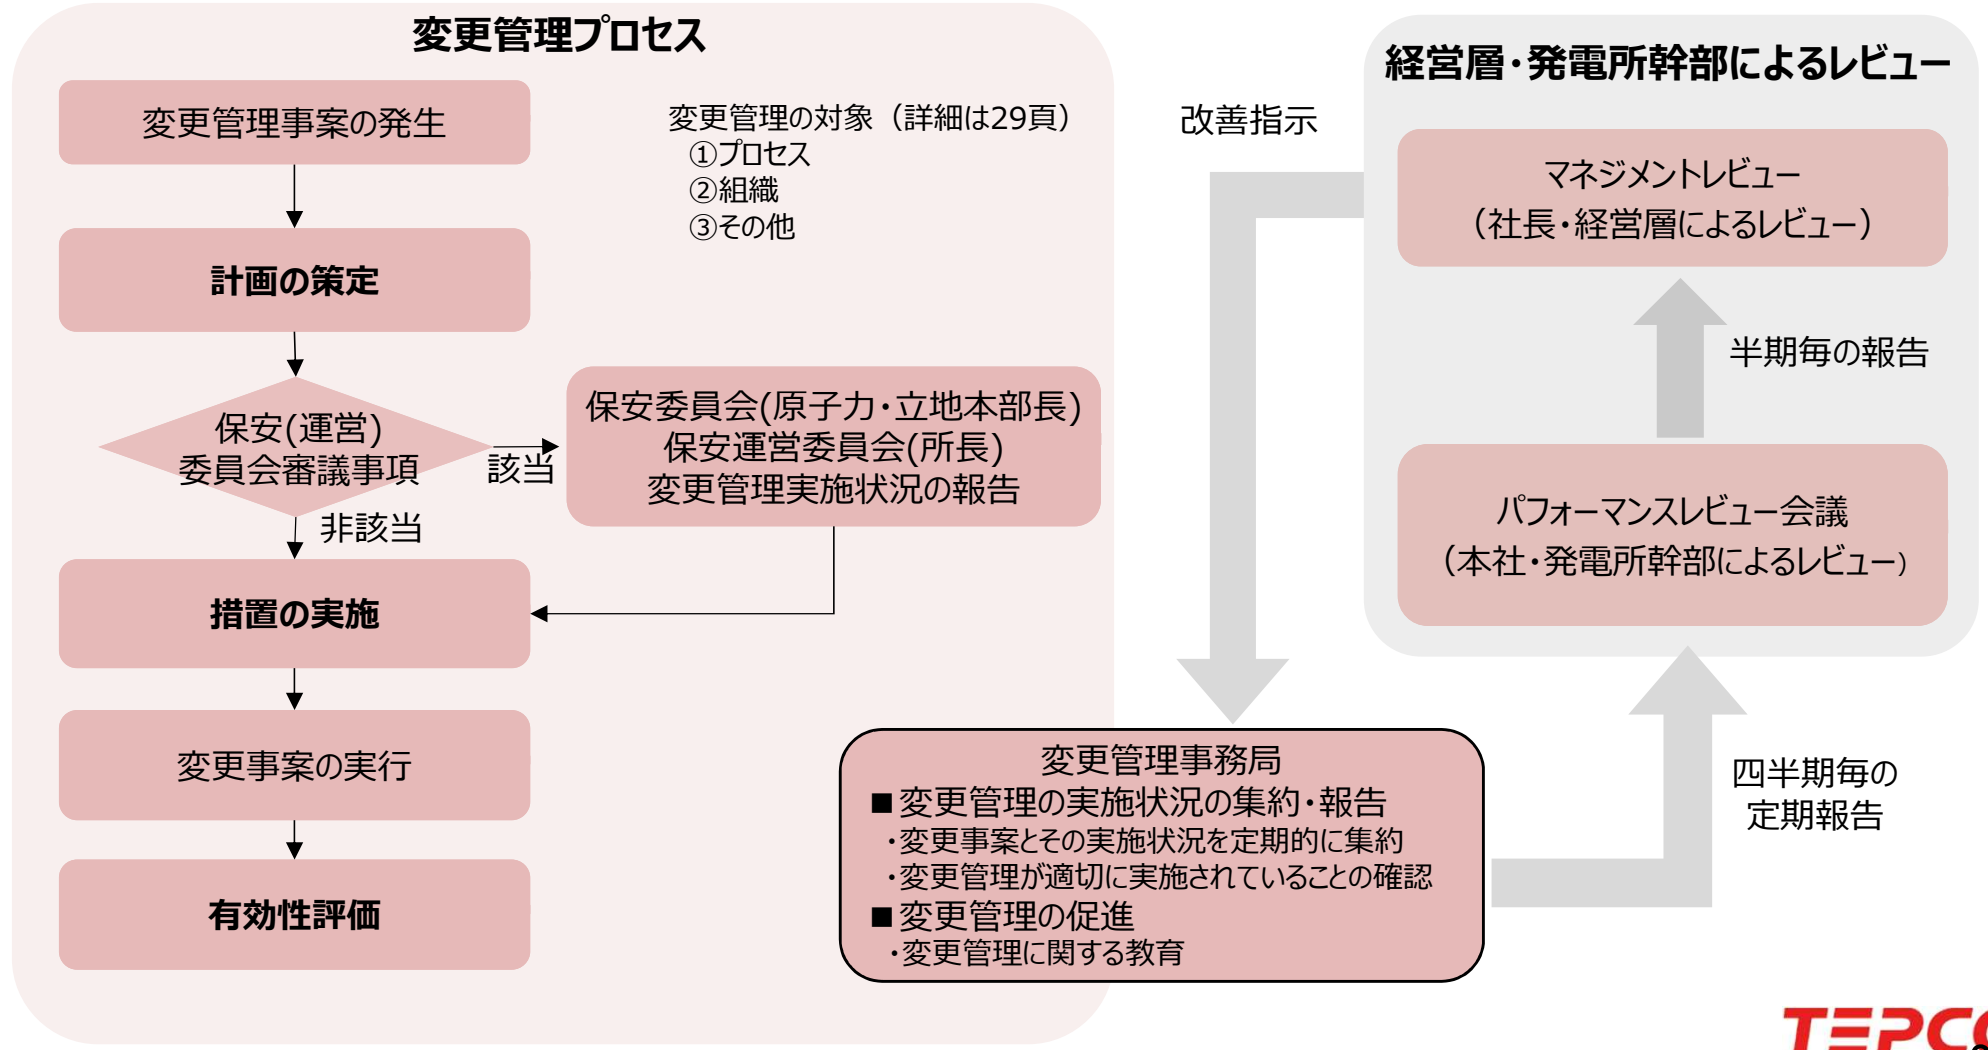 変更管理プロセス
変更管理事案の発生
変更管理の対象（詳細は29頁）
①プロセス
②組織
③その他
計画の策定
保安(運営)
委員会審議事項
該当
非該当
保安委員会(原子力・立地本部長)
保安運営委員会(所長)
変更管理実施状況の報告
措置の実施
変更事案の実行
有効性評価
改善指示
経営層・発電所幹部によるレビュー
マネジメントレビュー
（社長・経営層によるレビュー）
半期毎の報告
パフォーマンスレビュー会議
（本社・発電所幹部によるレビュー）
四半期毎の
定期報告
変更管理事務局
■変更管理の実施状況の集約・報告
・変更事案とその実施状況を定期的に集約
・変更管理が適切に実施されていることの確認
■変更管理の促進
・変更管理に関する教育
TEPCO